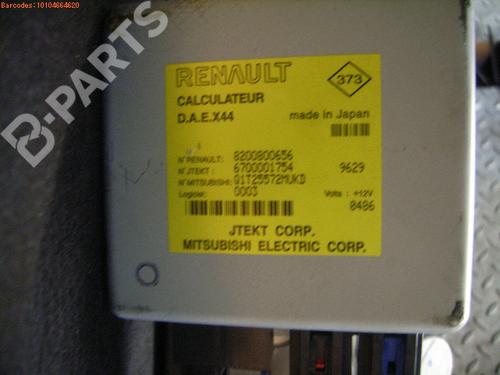 Barcodes:10104664620
B-PARTS
RENAULT
373
CALCULATEUR
D.A.E.X44 made in Japan
N°RENAULT: 8200800656
N°JTEKT: 6700001754 9629
N°MITSUBISHI: Q1T25572MUKD
Logiciel: 0003 Volts: +12V
8486
JTEKT CORP.
MITSUBISHI ELECTRIC CORP.